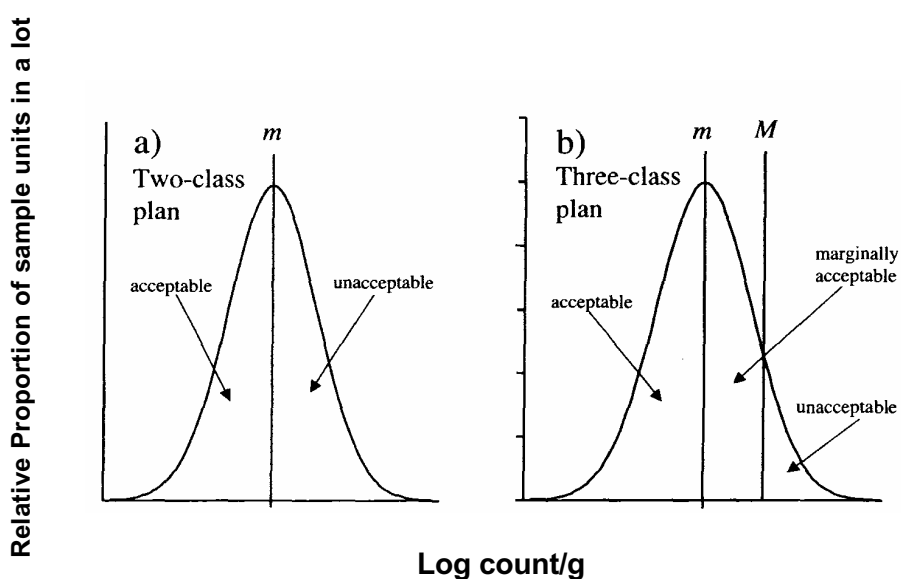 Relative Proportion of sample units in a lot
a)
Two-class
plan
m
acceptable
unacceptable
b)
Three-class
plan
m
M
acceptable
marginally
acceptable
unacceptable
Log count/g